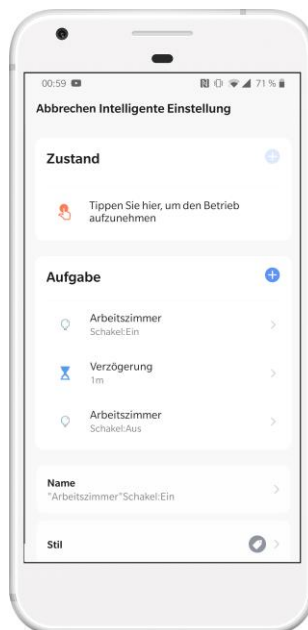 00:59 71 %
Abbrechen Intelligente Einstellung
Zustand
Tippen Sie hier, um den Betrieb
aufzunehmen
Aufgabe
Arbeitszimmer
Schakel:Ein
Verzögerung
1m
Arbeitszimmer
Schakel:Aus
Name
"Arbeitszimmer"Schakel:Ein
Stil